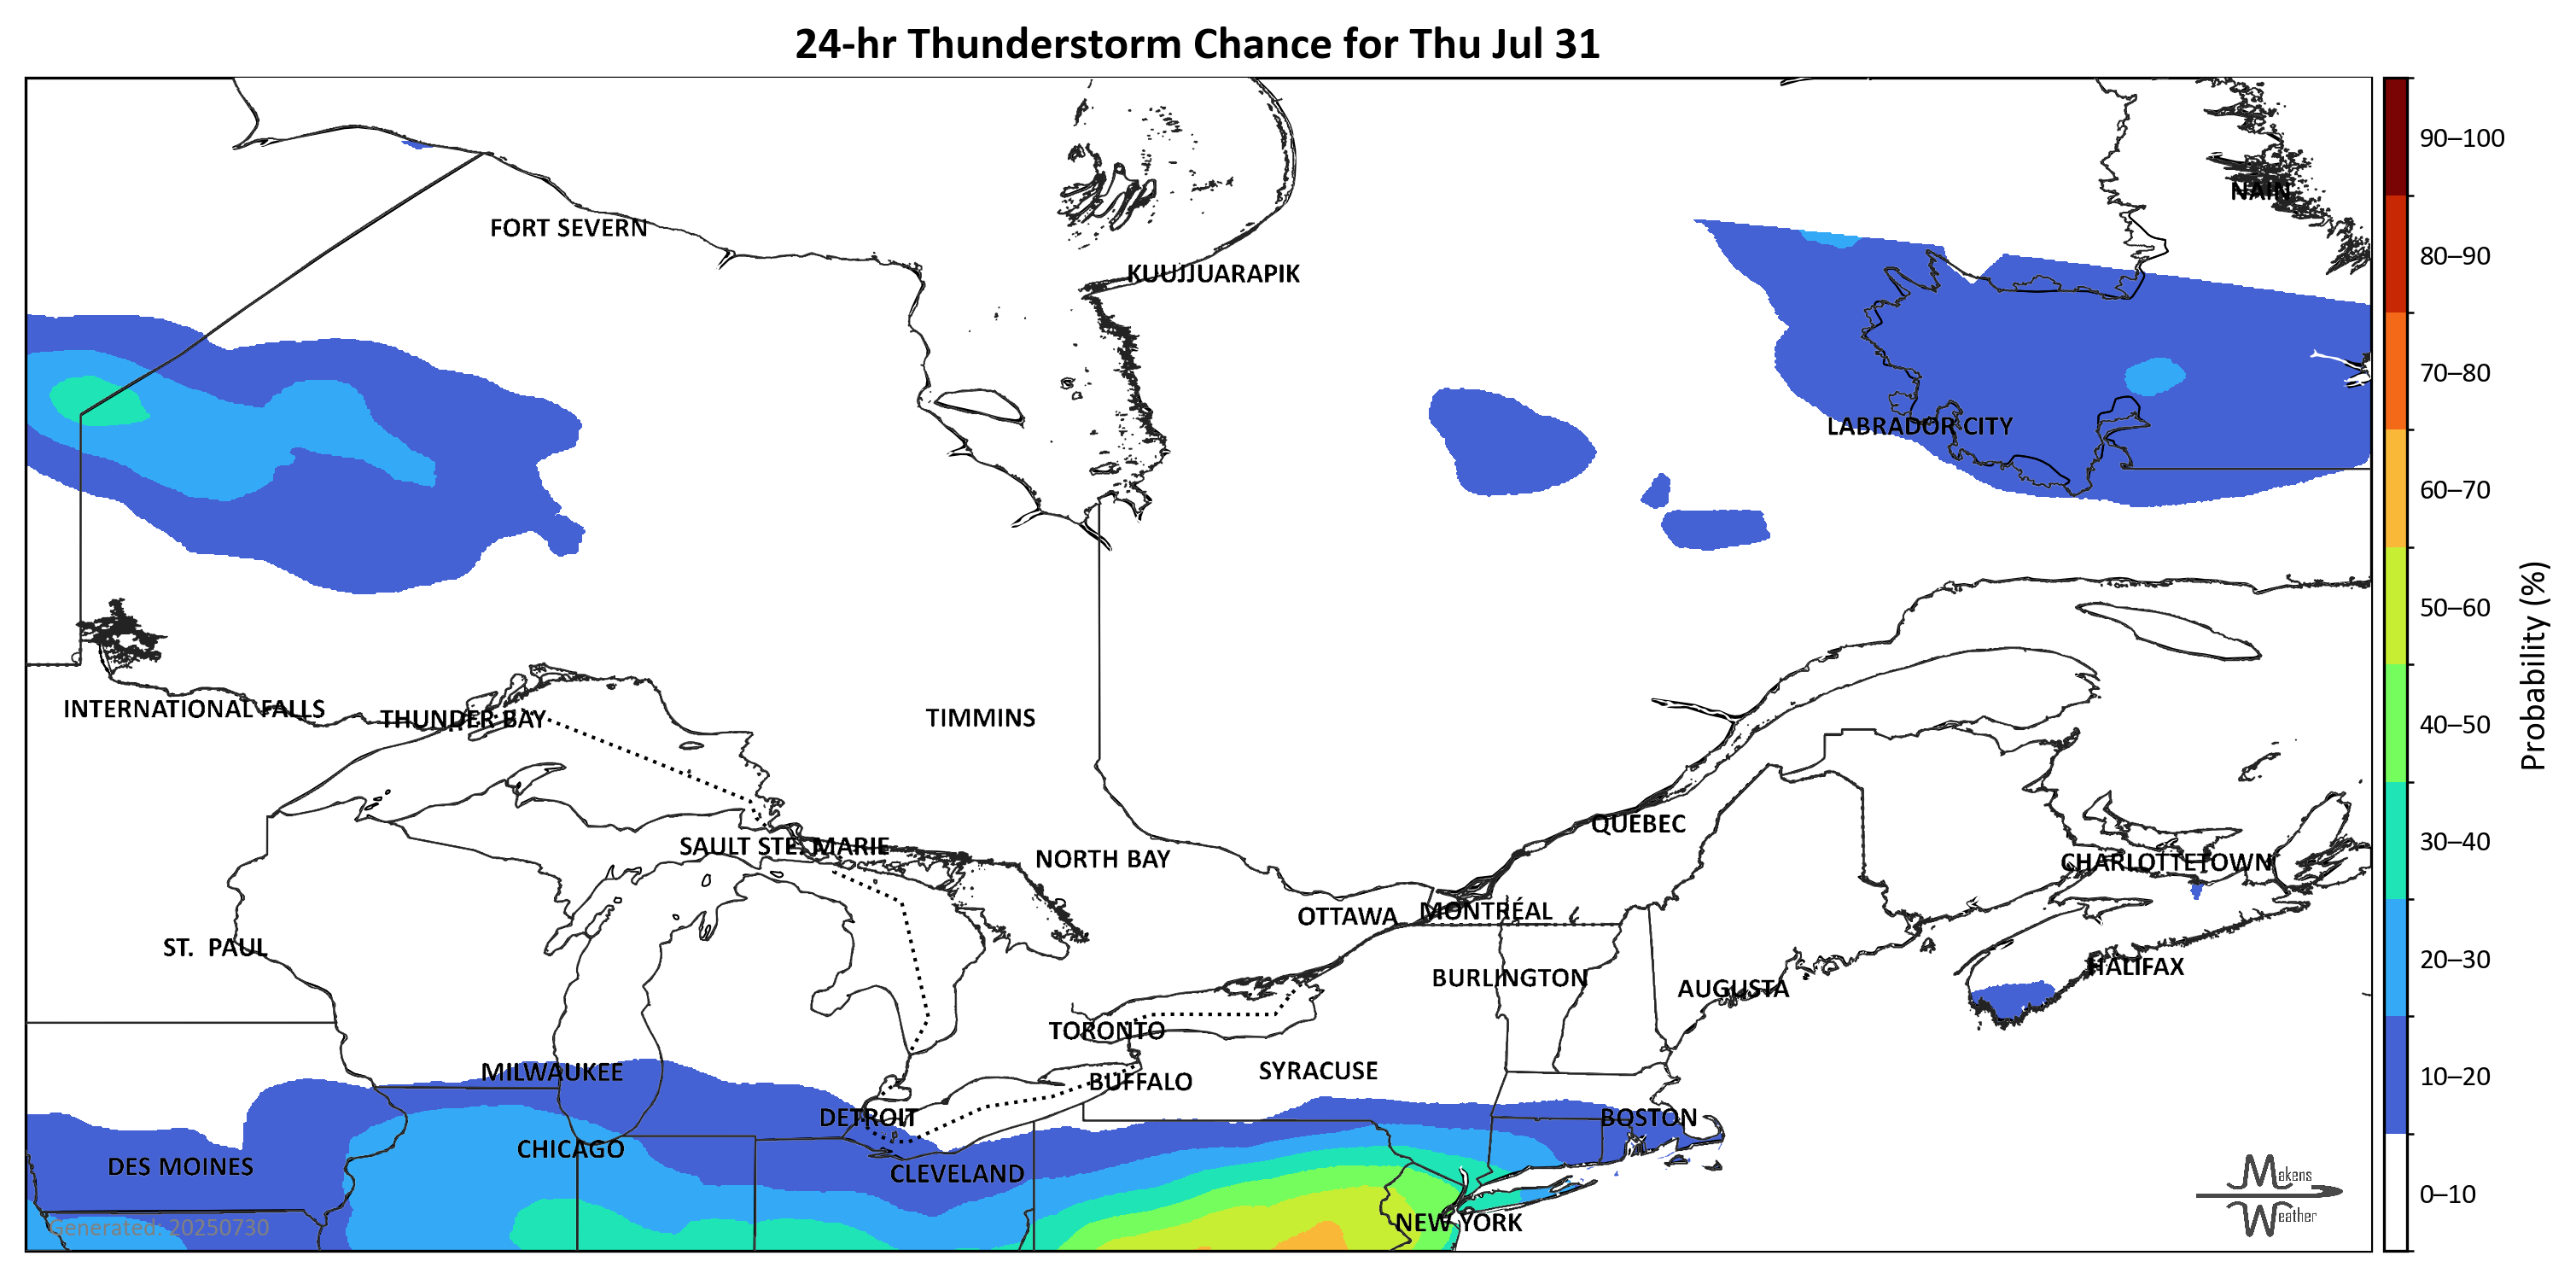 24-hr Thunderstorm Chance for Thu Jul 31
90–100
NAIN
FORT SEVERN
80–90
KUUJJUARAPIK
70–80
LABRADOR CITY
60–70
50–60
Probability (%)
INTERNATIONAL FALLS
THUNDER BAY
TIMMINS
40–50
QUEBEC
SAULT STE. MARIE
30–40
NORTH BAY
CHARLOTTETOWN
OTTAWA
MONTRÉAL
ST. PAUL
20–30
HALIFAX
BURLINGTON
AUGUSTA
TORONTO
MILWAUKEE
SYRACUSE
10–20
BUFFALO
DETROIT
BOSTON
CHICAGO
DES MOINES
CLEVELAND
Makens
Weather
0–10
NEW YORK
Generated: 20250730